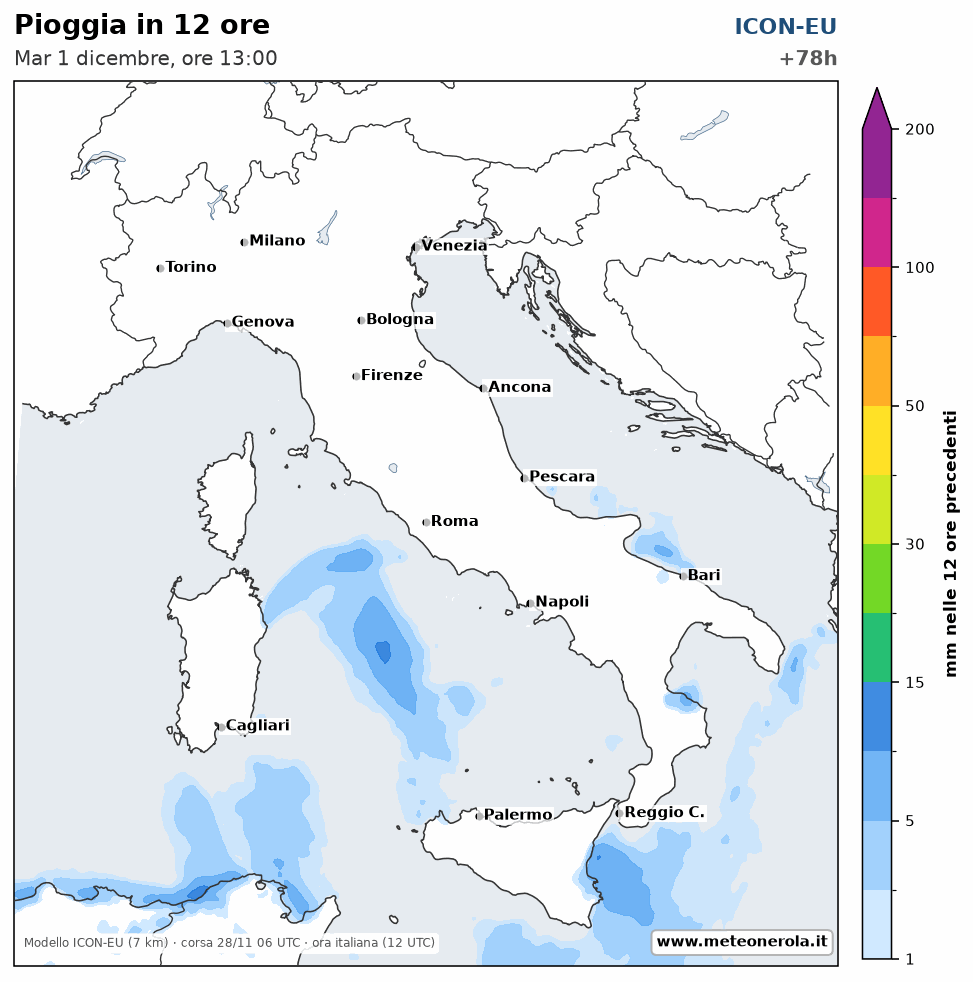 Pioggia in 12 ore
ICON-EU
Mar 1 dicembre, ore 13:00
+78h
200
100
50
30
15
5
1
mm nelle 12 ore precedenti
Milano
Venezia
Torino
Genova
Bologna
Firenze
Ancona
Pescara
Roma
Bari
Napoli
Cagliari
Palermo
Reggio C.
Modello ICON-EU (7 km) · corsa 28/11 06 UTC · ora italiana (12 UTC)
www.meteonerola.it